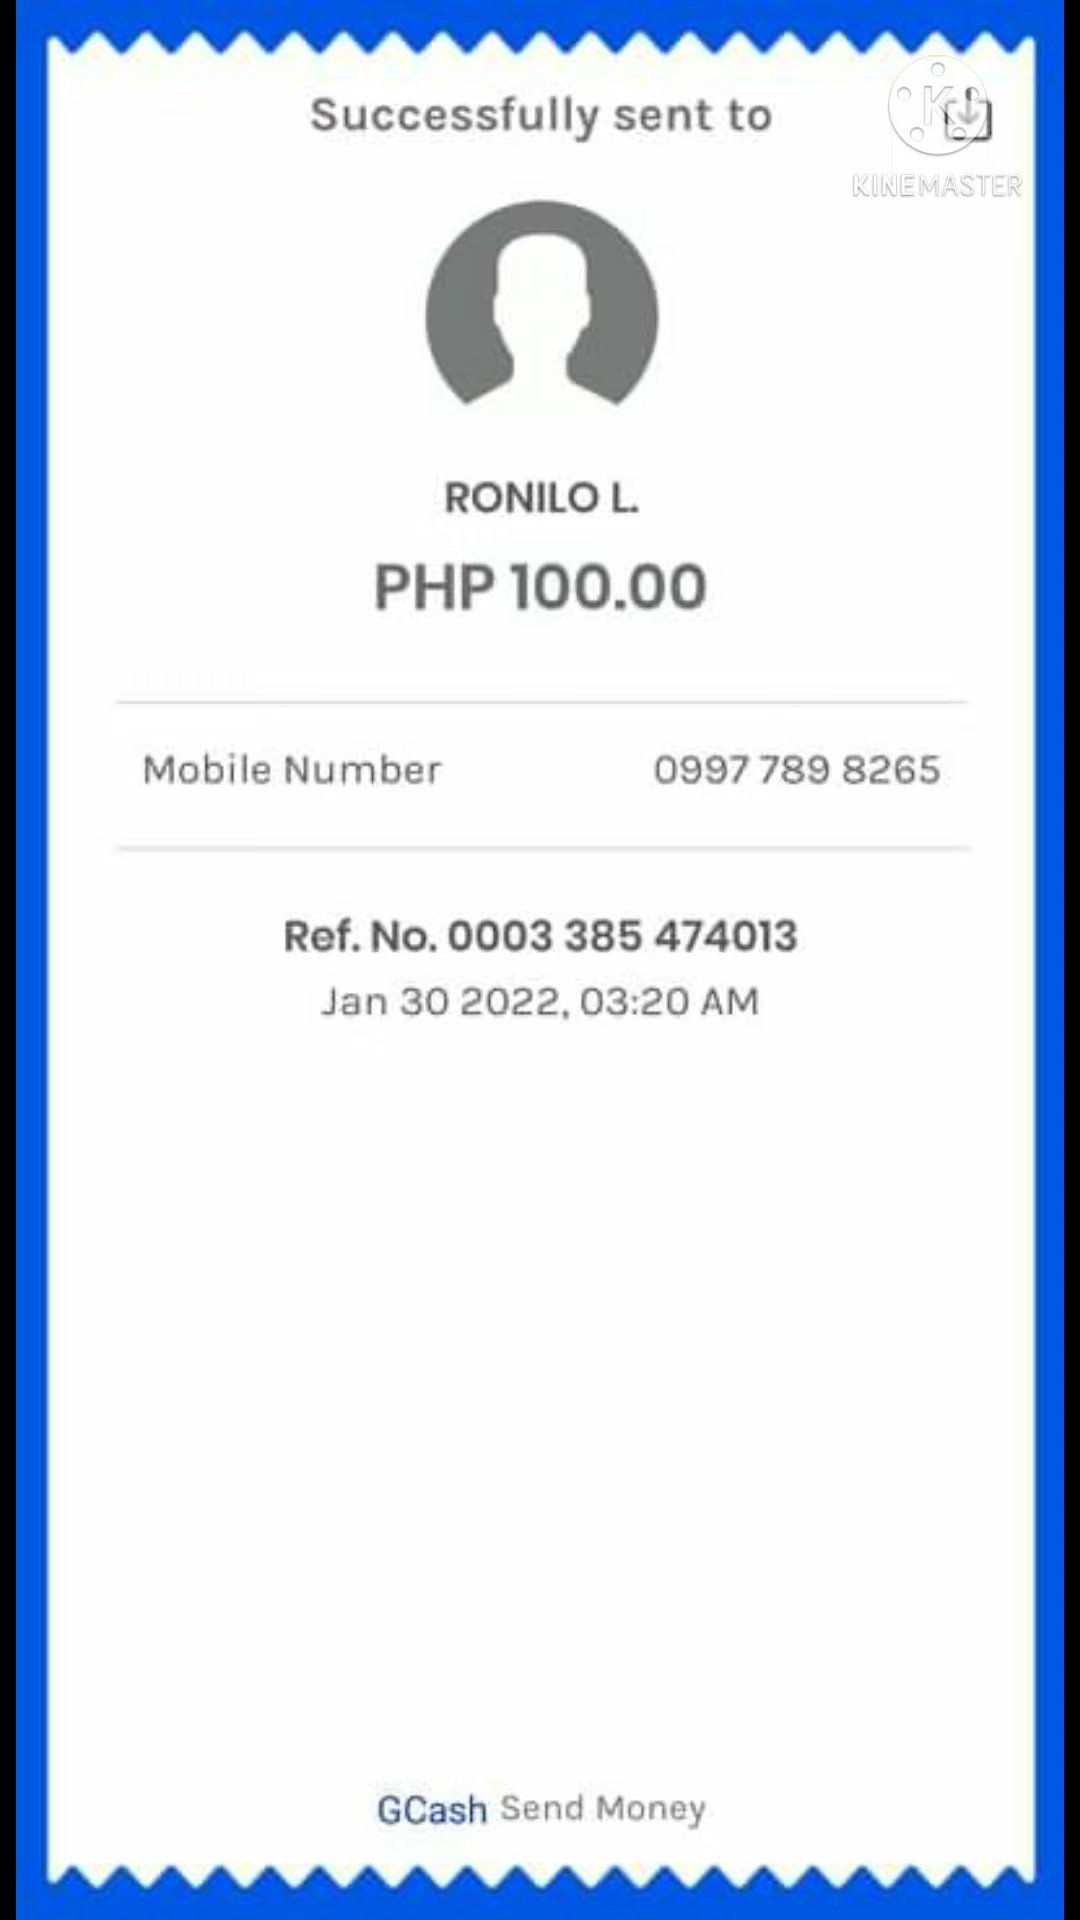 Successfully sent to
K
KINEMASTER
RONILO L.
PHP 100.00
Mobile Number 0997 789 8265
Ref. No. 0003 385 474013
Jan 30 2022, 03:20 AM
GCash Send Money